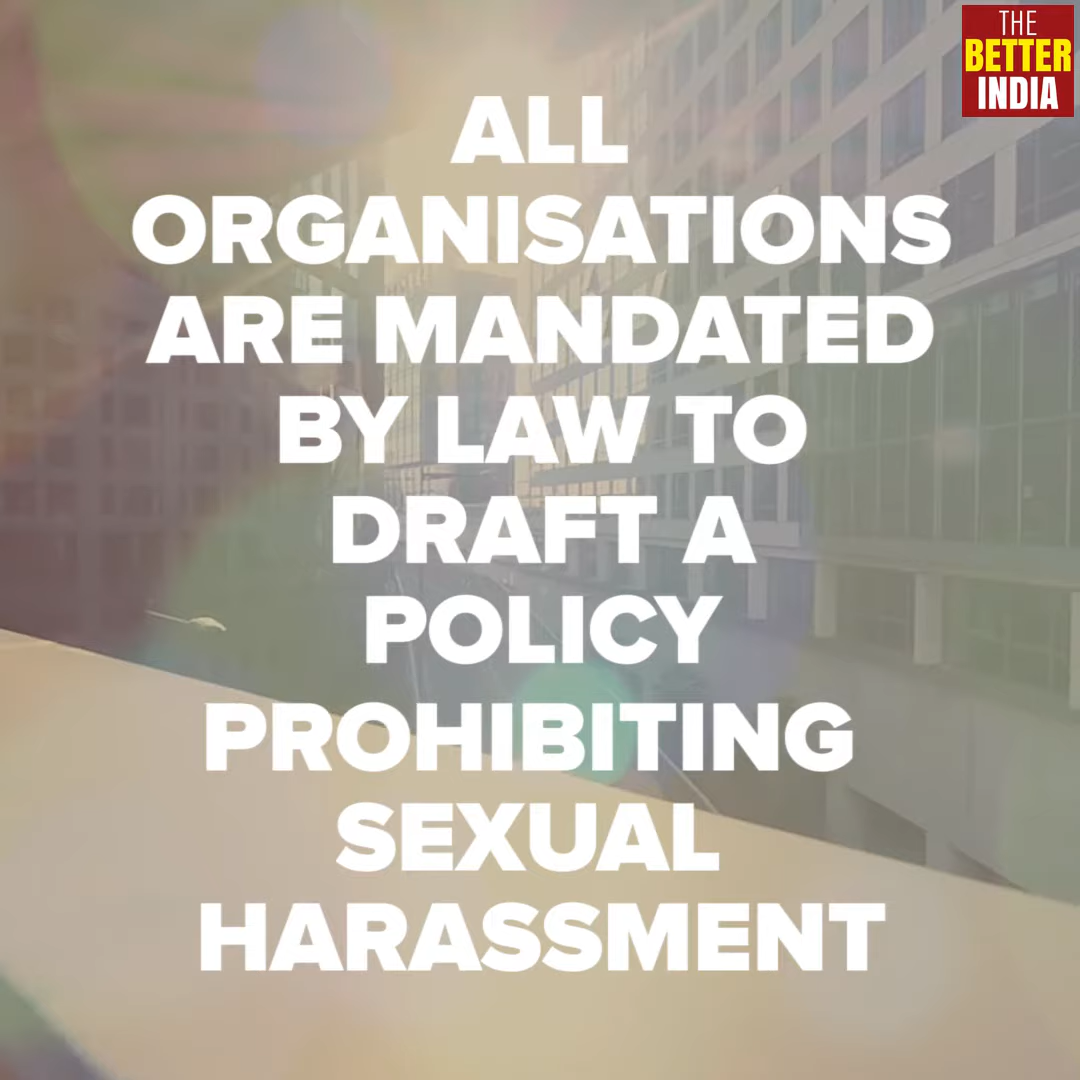 THE
BETTER
INDIA
ALL
ORGANISATIONS
ARE MANDATED
BY LAW TO
DRAFT A
POLICY
PROHIBITING
SEXUAL
HARASSMENT